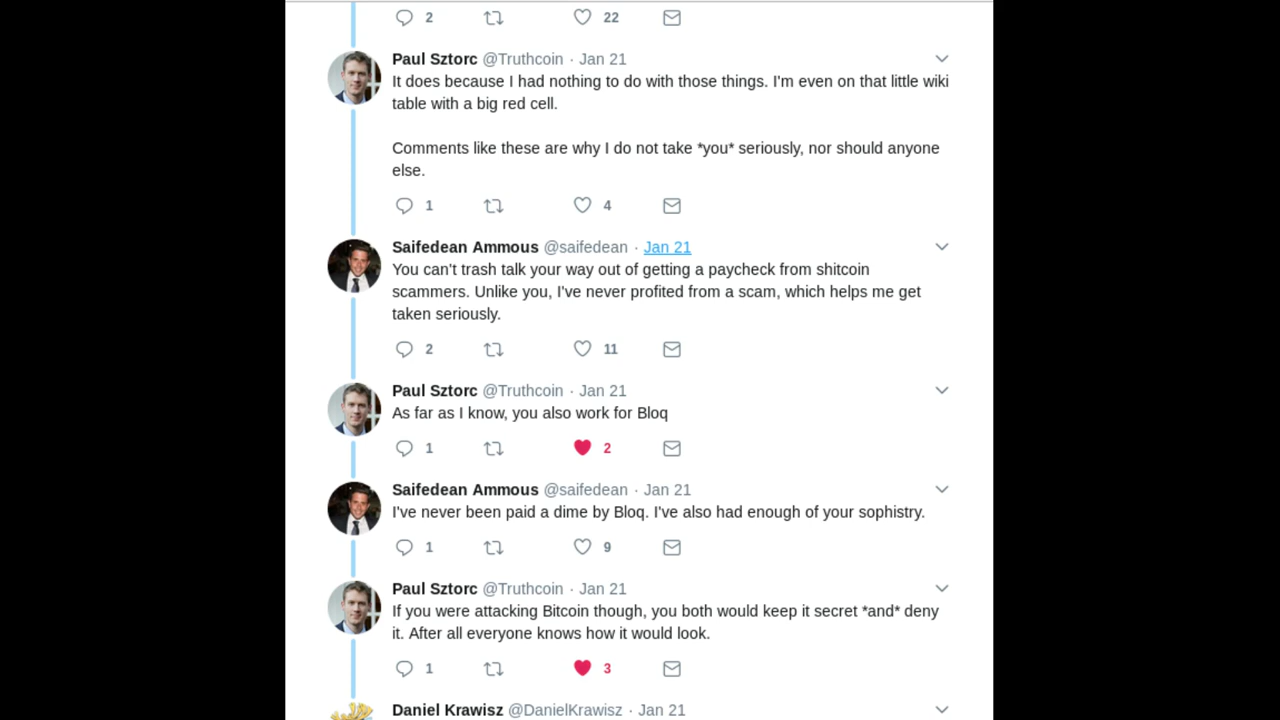 2 22
Paul Sztorc @Truthcoin · Jan 21
It does because I had nothing to do with those things. I'm even on that little wiki
table with a big red cell.
Comments like these are why I do not take *you* seriously, nor should anyone
else.
1 4
Saifedean Ammous @saifedean · Jan 21
You can't trash talk your way out of getting a paycheck from shitcoin
scammers. Unlike you, I've never profited from a scam, which helps me get
taken seriously.
2 11
Paul Sztorc @Truthcoin · Jan 21
As far as I know, you also work for Bloq
1 2
Saifedean Ammous @saifedean · Jan 21
I've never been paid a dime by Bloq. I've also had enough of your sophistry.
1 9
Paul Sztorc @Truthcoin · Jan 21
If you were attacking Bitcoin though, you both would keep it secret *and* deny
it. After all everyone knows how it would look.
1 3
Daniel Krawisz @DanielKrawisz · Jan 21